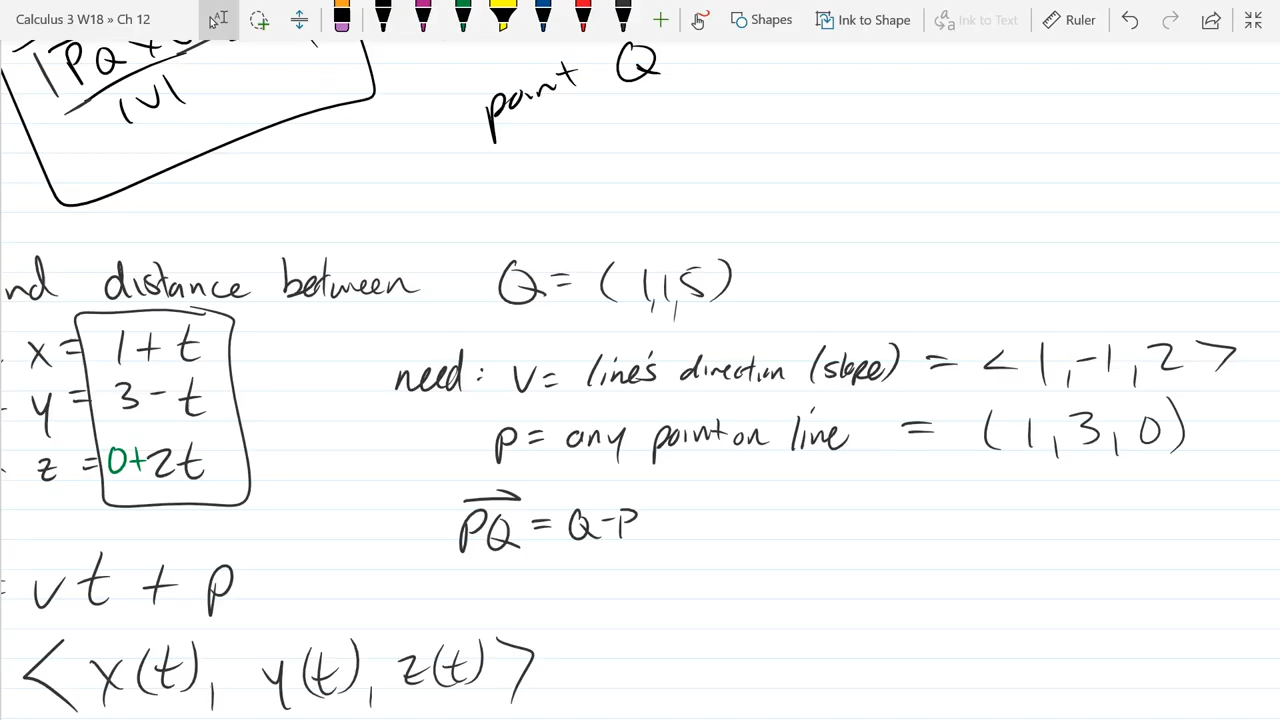 Calculus 3 W18 » Ch 12
Shapes
Ink to Shape
Ink to Text
Ruler
|PQ ×
|v|
point Q
nd distance between Q = (1,1,5)
x = 1 + t
y = 3 - t
z = 0+2t
need: v = line's direction (slope) = <1, -1, 2>
p = any point on line = (1, 3, 0)
PQ = Q-P
= vt + p
<x(t), y(t), z(t)>